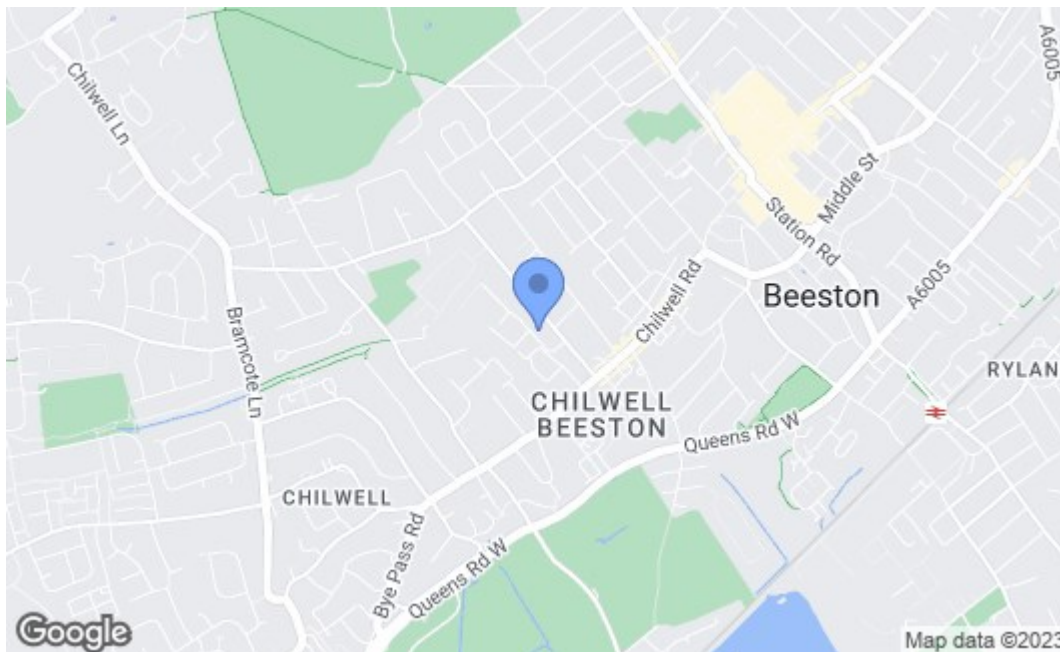 A6005
Chilwell Ln
Middle St
Station Rd
Chilwell Rd
Beeston
A6005
Bramcote Ln
RYLAN
CHILWELL
BEESTON
Queens Rd W
CHILWELL
Bye Pass Rd
Queens Rd W
Google
Map data ©2023